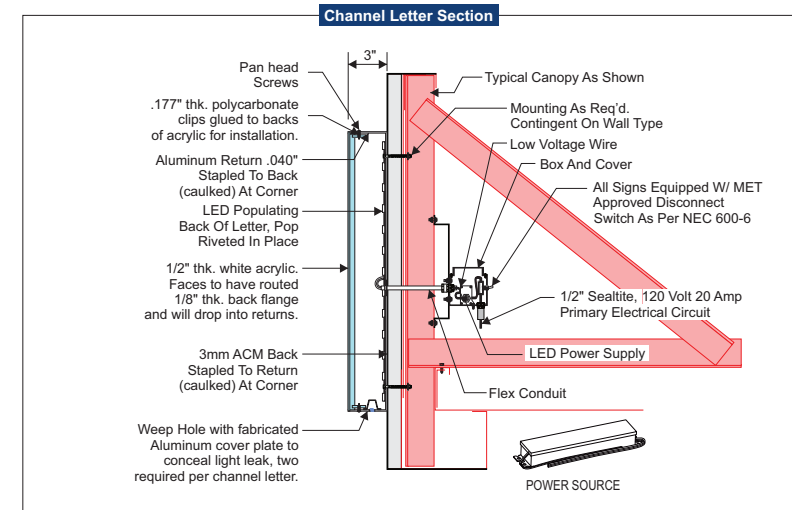 Channel Letter Section
3"
Pan head
Screws
.177" thk. polycarbonate
clips glued to backs
of acrylic for installation.
Aluminum Return .040"
Stapled To Back
(caulked) At Corner
LED Populating
Back Of Letter, Pop
Riveted In Place
1/2" thk. white acrylic.
Faces to have routed
1/8" thk. back flange
and will drop into returns.
3mm ACM Back
Stapled To Return
(caulked) At Corner
Weep Hole with fabricated
Aluminum cover plate to
conceal light leak, two
required per channel letter.
Typical Canopy As Shown
Mounting As Req'd.
Contingent On Wall Type
Low Voltage Wire
Box And Cover
All Signs Equipped W/ MET
Approved Disconnect
Switch As Per NEC 600-6
1/2" Sealtite, 120 Volt 20 Amp
Primary Electrical Circuit
LED Power Supply
Flex Conduit
POWER SOURCE